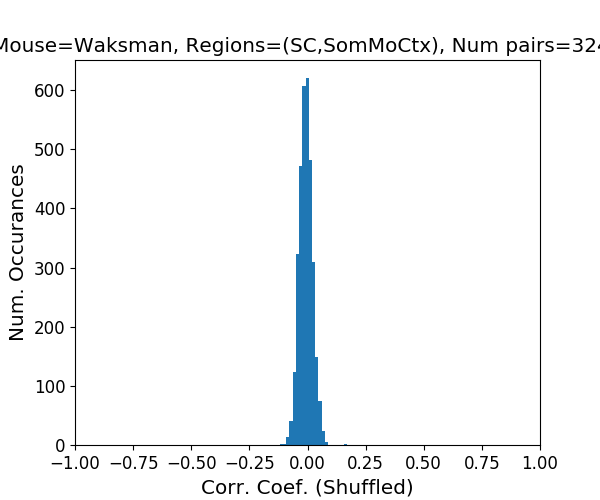 Mouse=Waksman, Regions=(SC,SomMoCtx), Num pairs=324
600
500
400
300
200
100
0
Num. Occurances
−1.00 −0.75 −0.50 −0.25 0.00 0.25 0.50 0.75 1.00
Corr. Coef. (Shuffled)